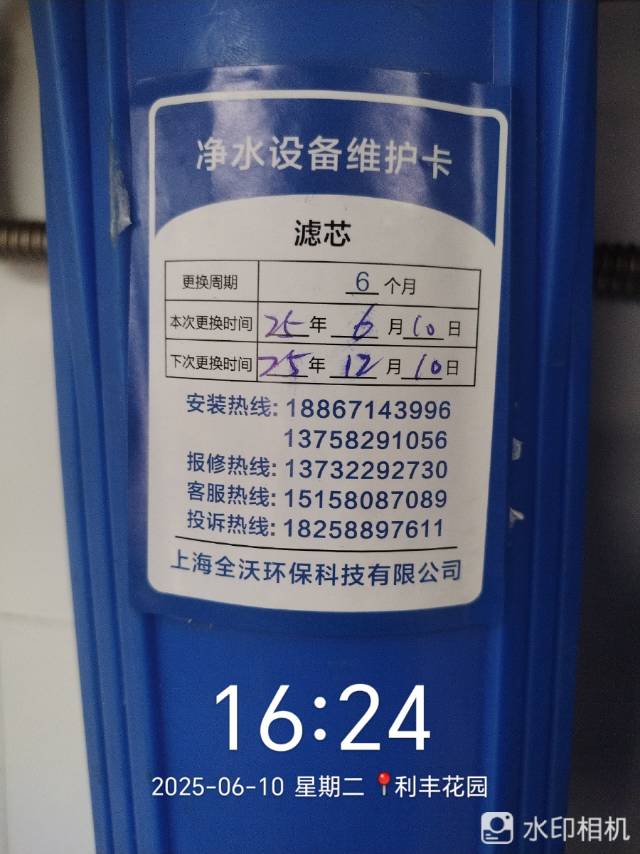 净水设备维护卡
滤芯
更换周期 6 个月
本次更换时间 25 年 6 月 10 日
下次更换时间 25 年 12 月 10 日
安装热线: 18867143996
13758291056
报修热线: 13732292730
客服热线: 15158087089
投诉热线: 18258897611
上海全沃环保科技有限公司
16:24
2025-06-10 星期二 利丰花园
水印相机